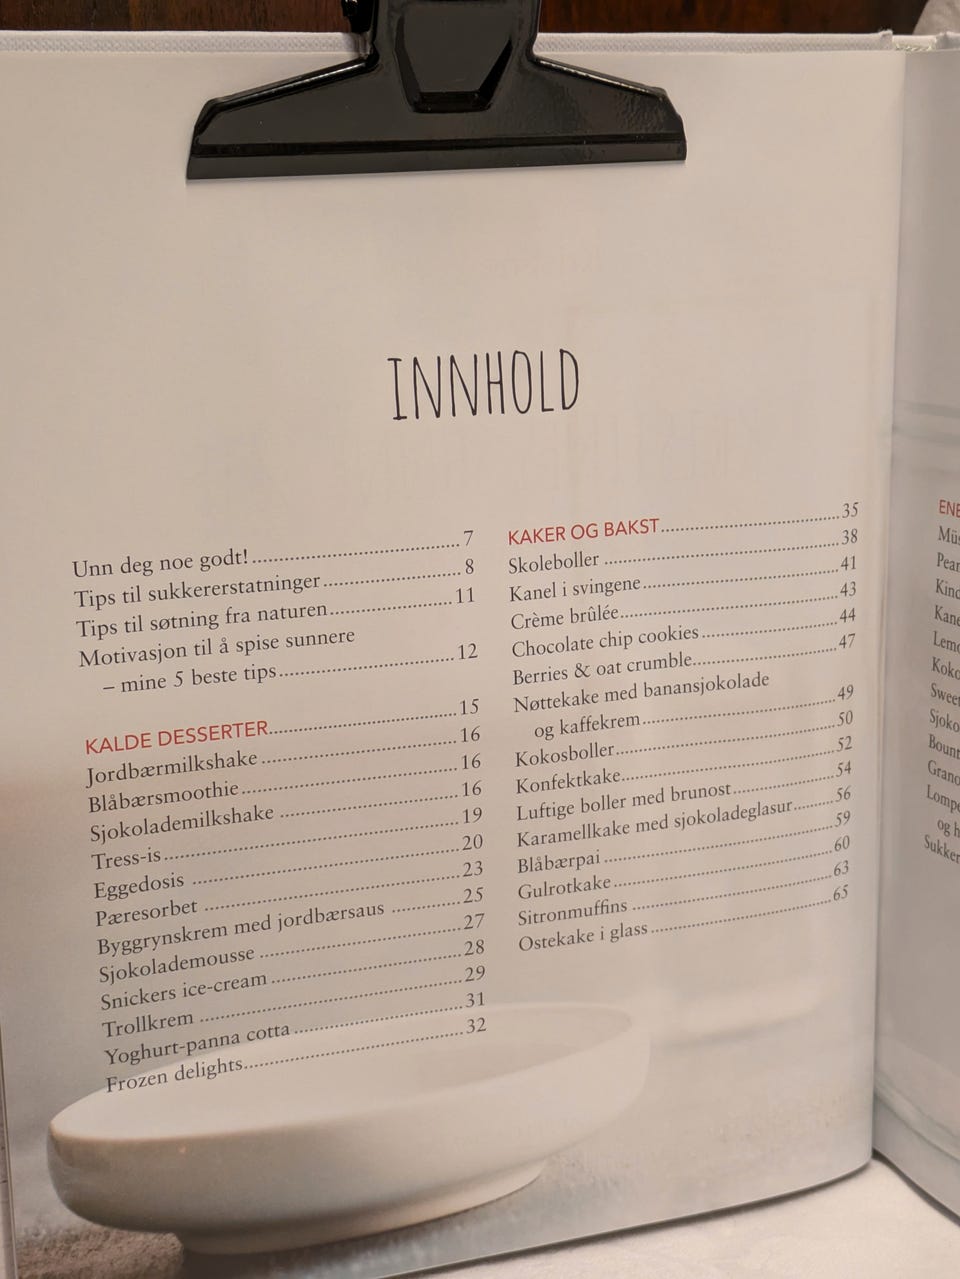 INNHOLD
Unn deg noe godt! 7
Tips til sukkererstatninger 8
Tips til søtning fra naturen 11
Motivasjon til å spise sunnere
– mine 5 beste tips 12
KALDE DESSERTER 15
Jordbærmilkshake 16
Blåbærsmoothie 16
Sjokolademilkshake 16
Tress-is 19
Eggedosis 20
Pæresorbet 23
Byggrynskrem med jordbærsaus 25
Sjokolademousse 27
Snickers ice-cream 28
Trollkrem 29
Yoghurt-panna cotta 31
Frozen delights 32
KAKER OG BAKST 35
Skoleboller 38
Kanel i svingene 41
Crème brûlée 43
Chocolate chip cookies 44
Berries & oat crumble 47
Nøttekake med banansjokolade
og kaffekrem 49
Kokosboller 50
Konfektkake 52
Luftige boller med brunost 54
Karamellkake med sjokoladeglasur 56
Blåbærpai 59
Gulrotkake 60
Sitronmuffins 63
Ostekake i glass 65